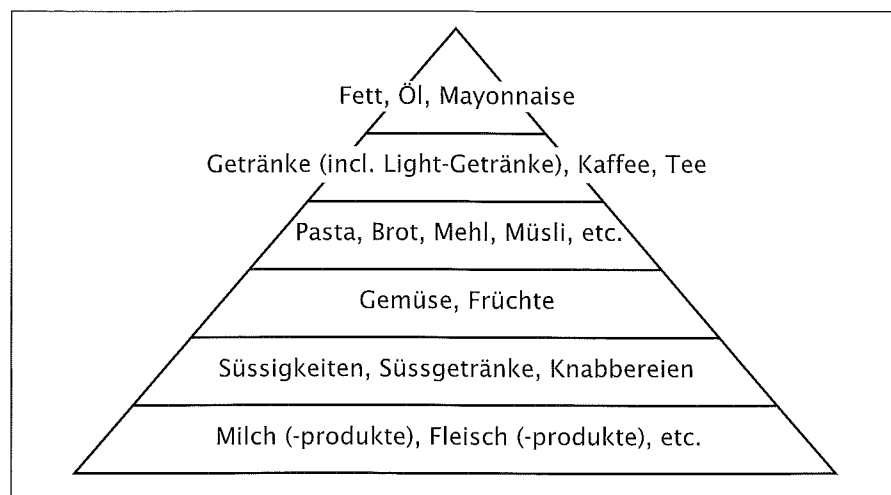 Fett, Öl, Mayonnaise
Getränke (incl. Light-Getränke), Kaffee, Tee
Pasta, Brot, Mehl, Müsli, etc.
Gemüse, Früchte
Süssigkeiten, Süssgetränke, Knabbereien
Milch (-produkte), Fleisch (-produkte), etc.